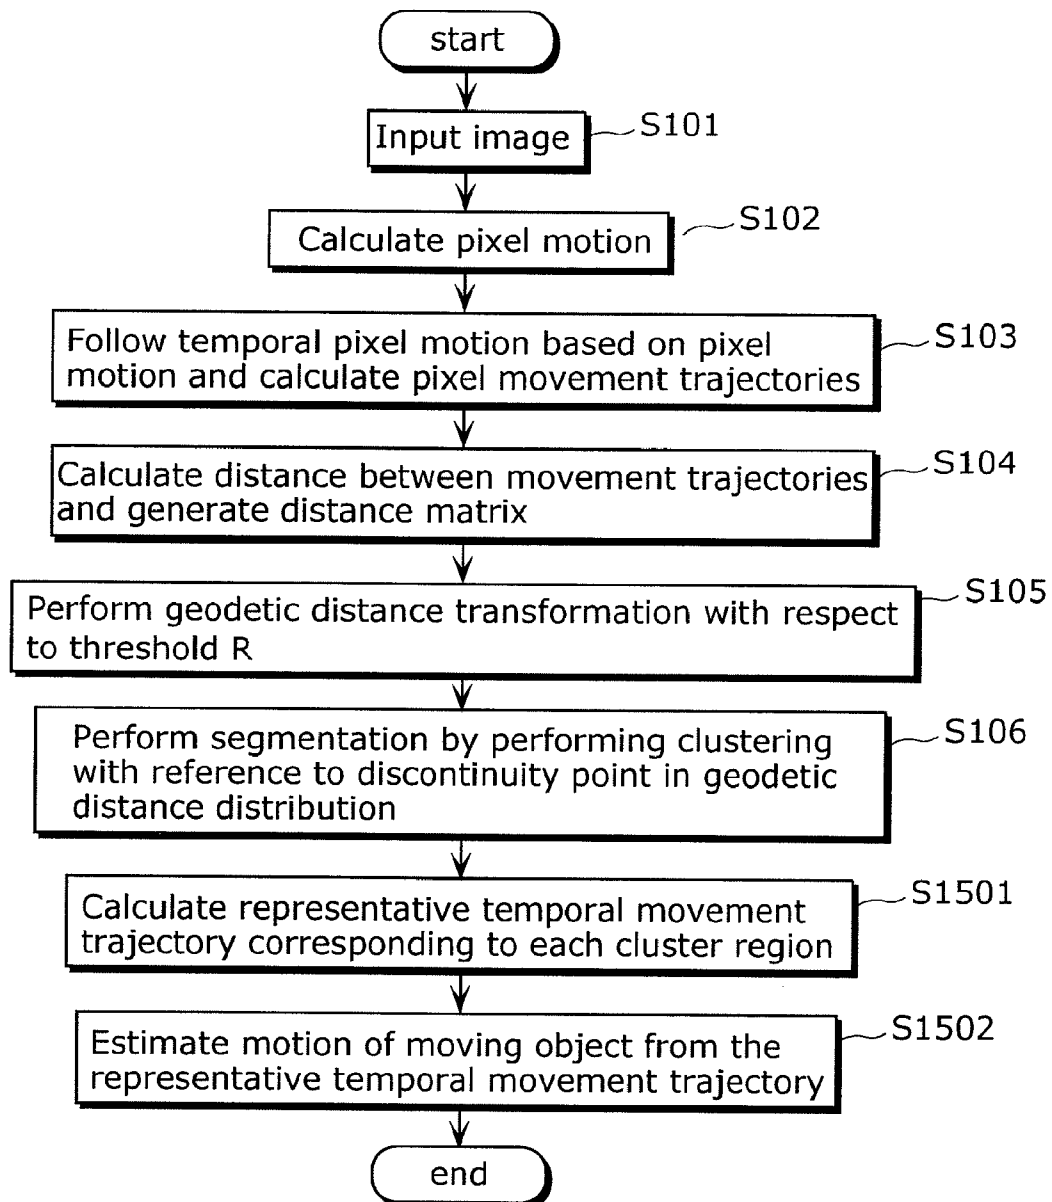 start
Input image
S101
Calculate pixel motion
S102
Follow temporal pixel motion based on pixel
motion and calculate pixel movement trajectories
S103
Calculate distance between movement trajectories
and generate distance matrix
S104
Perform geodetic distance transformation with respect
to threshold R
S105
Perform segmentation by performing clustering
with reference to discontinuity point in geodetic
distance distribution
S106
Calculate representative temporal movement
trajectory corresponding to each cluster region
S1501
Estimate motion of moving object from the
representative temporal movement trajectory
S1502
end